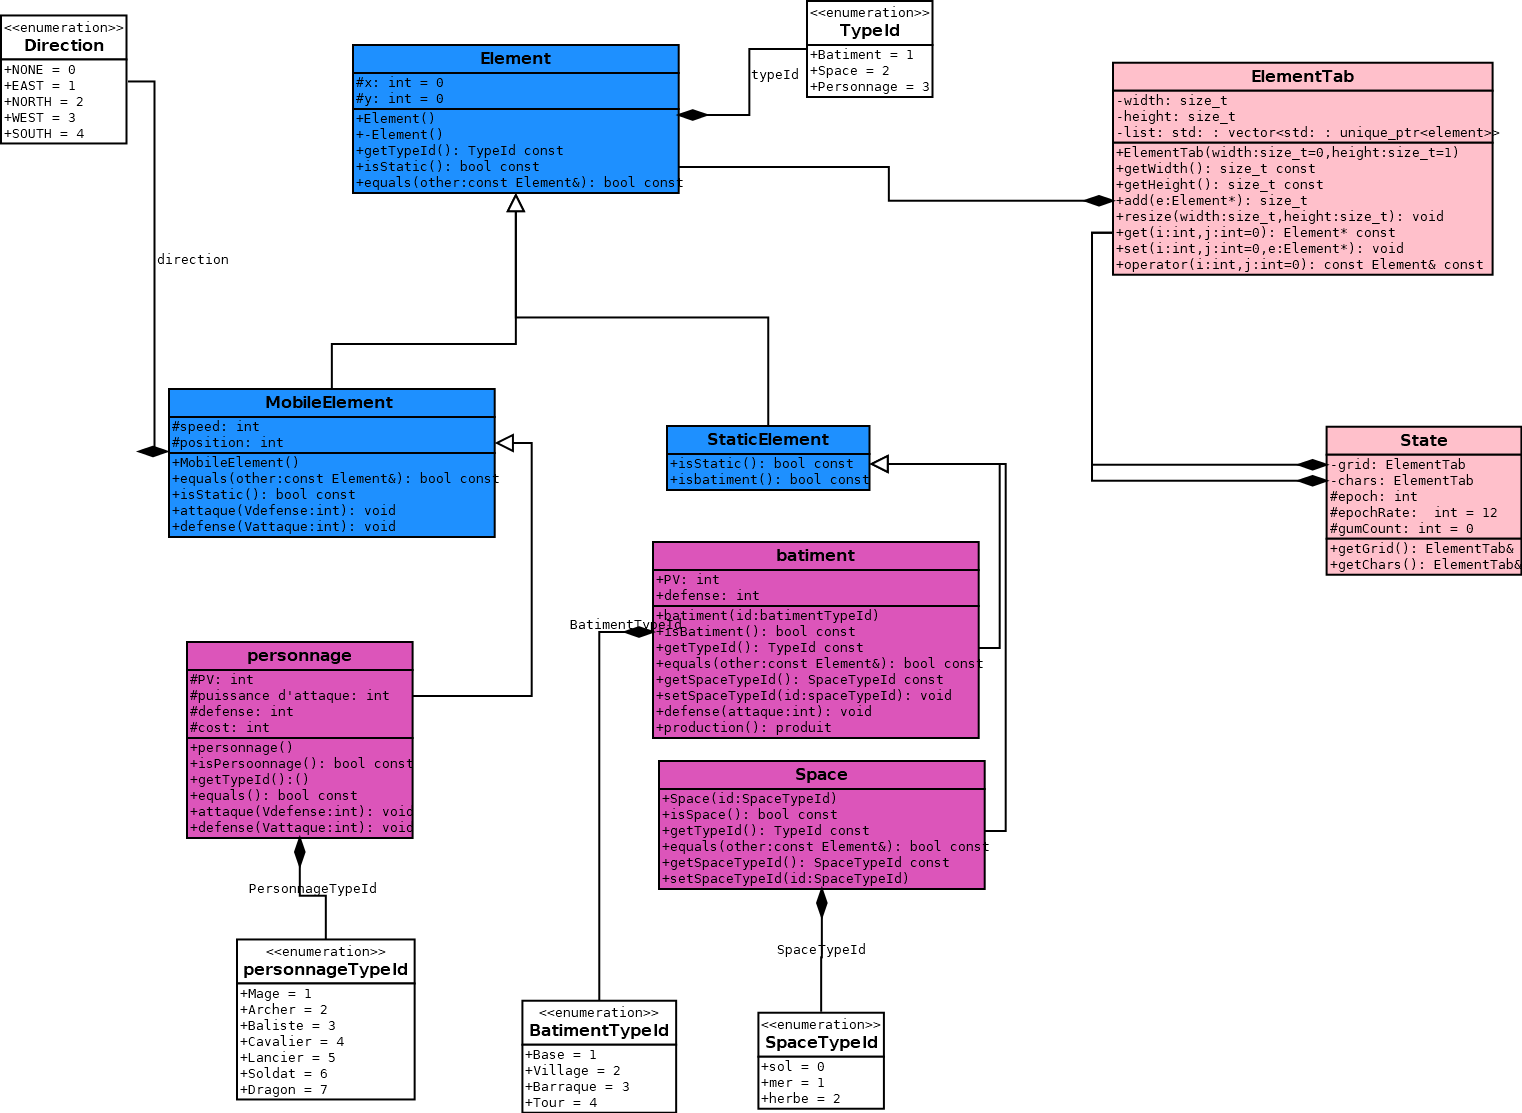 <<enumeration>>
Direction
+NONE = 0
+EAST = 1
+NORTH = 2
+WEST = 3
+SOUTH = 4
Element
#x: int = 0
#y: int = 0
+Element()
+-Element()
+getTypeId(): TypeId const
+isStatic(): bool const
+equals(other:const Element&): bool const
<<enumeration>>
TypeId
+Batiment = 1
+Space = 2
+Personnage = 3
typeId
ElementTab
-width: size_t
-height: size_t
-list: std: : vector<std: : unique_ptr<element>>
+ElementTab(width:size_t=0,height:size_t=1)
+getWidth(): size_t const
+getHeight(): size_t const
+add(e:Element*): size_t
+resize(width:size_t,height:size_t): void
+get(i:int,j:int=0): Element* const
+set(i:int,j:int=0,e:Element*): void
+operator(i:int,j:int=0): const Element& const
direction
MobileElement
#speed: int
#position: int
+MobileElement()
+equals(other:const Element&): bool const
+isStatic(): bool const
+attaque(Vdefense:int): void
+defense(Vattaque:int): void
StaticElement
+isStatic(): bool const
+isbatiment(): bool const
State
-grid: ElementTab
-chars: ElementTab
#epoch: int
#epochRate:  int = 12
#gumCount: int = 0
+getGrid(): ElementTab&
+getChars(): ElementTab&
batiment
+PV: int
+defense: int
+batiment(id:batimentTypeId)
+isBatiment(): bool const
+getTypeId(): TypeId const
+equals(other:const Element&): bool const
+getSpaceTypeId(): SpaceTypeId const
+setSpaceTypeId(id:spaceTypeId): void
+defense(attaque:int): void
+production(): produit
BatimentTypeId
personnage
#PV: int
#puissance d'attaque: int
#defense: int
#cost: int
+personnage()
+isPersoonnage(): bool const
+getTypeId():()
+equals(): bool const
+attaque(Vdefense:int): void
+defense(Vattaque:int): void
Space
+Space(id:SpaceTypeId)
+isSpace(): bool const
+getTypeId(): TypeId const
+equals(other:const Element&): bool const
+getSpaceTypeId(): SpaceTypeId const
+setSpaceTypeId(id:SpaceTypeId)
PersonnageTypeId
SpaceTypeId
<<enumeration>>
personnageTypeId
+Mage = 1
+Archer = 2
+Baliste = 3
+Cavalier = 4
+Lancier = 5
+Soldat = 6
+Dragon = 7
<<enumeration>>
BatimentTypeId
+Base = 1
+Village = 2
+Barraque = 3
+Tour = 4
<<enumeration>>
SpaceTypeId
+sol = 0
+mer = 1
+herbe = 2